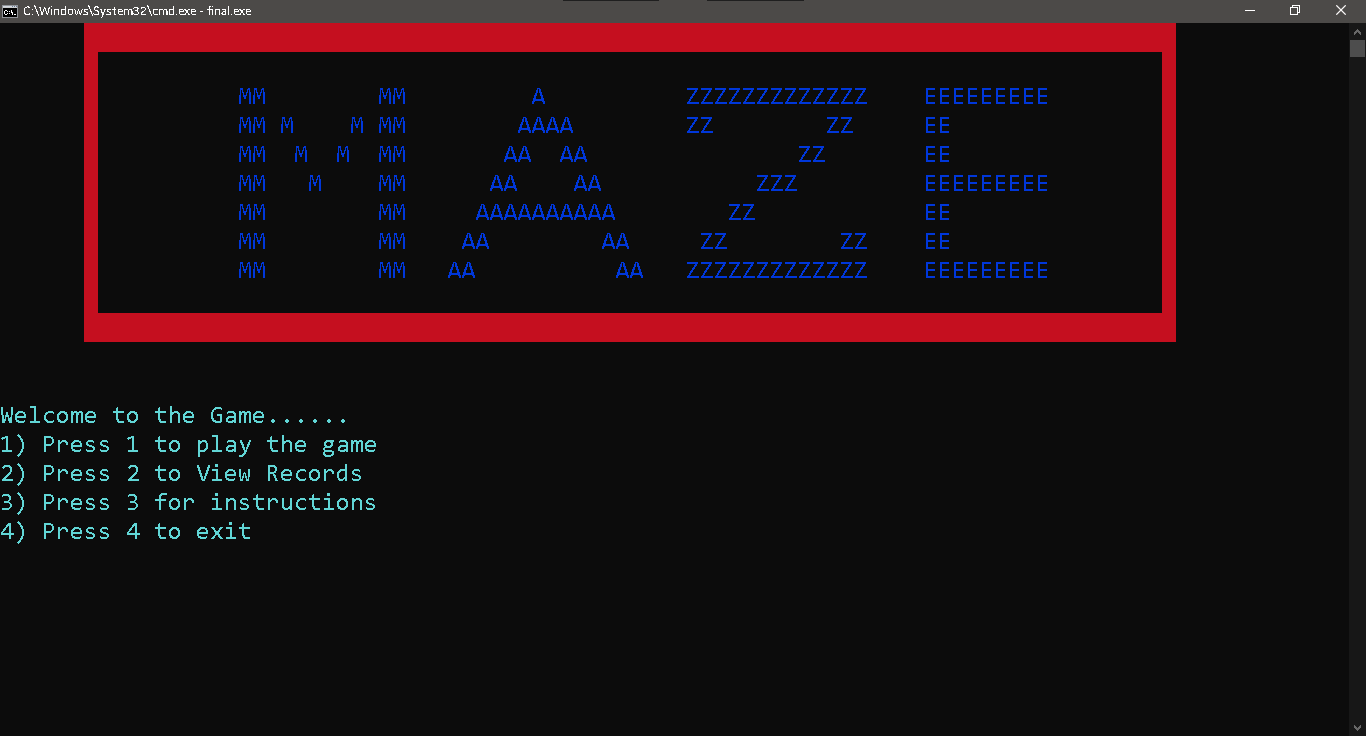 C:\Windows\System32\cmd.exe - final.exe
MM        MM         A          ZZZZZZZZZZZZZ    EEEEEEEEE
MM M    M MM        AAAA        ZZ        ZZ     EE
MM  M  M  MM       AA  AA               ZZ       EE
MM   M    MM      AA    AA           ZZZ         EEEEEEEEE
MM        MM     AAAAAAAAAA        ZZ            EE
MM        MM    AA        AA     ZZ        ZZ    EE
MM        MM   AA          AA   ZZZZZZZZZZZZZ    EEEEEEEEE
Welcome to the Game......
1) Press 1 to play the game
2) Press 2 to View Records
3) Press 3 for instructions
4) Press 4 to exit